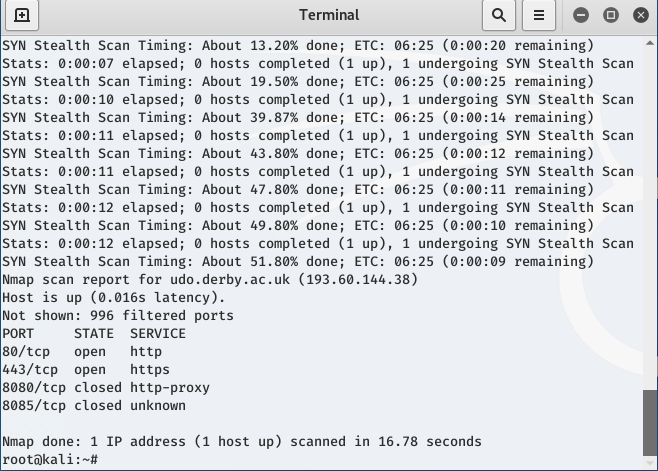 Terminal
SYN Stealth Scan Timing: About 13.20% done; ETC: 06:25 (0:00:20 remaining)
Stats: 0:00:07 elapsed; 0 hosts completed (1 up), 1 undergoing SYN Stealth Scan
SYN Stealth Scan Timing: About 19.50% done; ETC: 06:25 (0:00:25 remaining)
Stats: 0:00:10 elapsed; 0 hosts completed (1 up), 1 undergoing SYN Stealth Scan
SYN Stealth Scan Timing: About 39.87% done; ETC: 06:25 (0:00:14 remaining)
Stats: 0:00:11 elapsed; 0 hosts completed (1 up), 1 undergoing SYN Stealth Scan
SYN Stealth Scan Timing: About 43.80% done; ETC: 06:25 (0:00:12 remaining)
Stats: 0:00:11 elapsed; 0 hosts completed (1 up), 1 undergoing SYN Stealth Scan
SYN Stealth Scan Timing: About 47.80% done; ETC: 06:25 (0:00:11 remaining)
Stats: 0:00:12 elapsed; 0 hosts completed (1 up), 1 undergoing SYN Stealth Scan
SYN Stealth Scan Timing: About 49.80% done; ETC: 06:25 (0:00:10 remaining)
Stats: 0:00:12 elapsed; 0 hosts completed (1 up), 1 undergoing SYN Stealth Scan
SYN Stealth Scan Timing: About 51.80% done; ETC: 06:25 (0:00:09 remaining)
Nmap scan report for udo.derby.ac.uk (193.60.144.38)
Host is up (0.016s latency).
Not shown: 996 filtered ports
PORT     STATE  SERVICE
80/tcp   open   http
443/tcp  open   https
8080/tcp closed http-proxy
8085/tcp closed unknown
Nmap done: 1 IP address (1 host up) scanned in 16.78 seconds
root@kali:~#